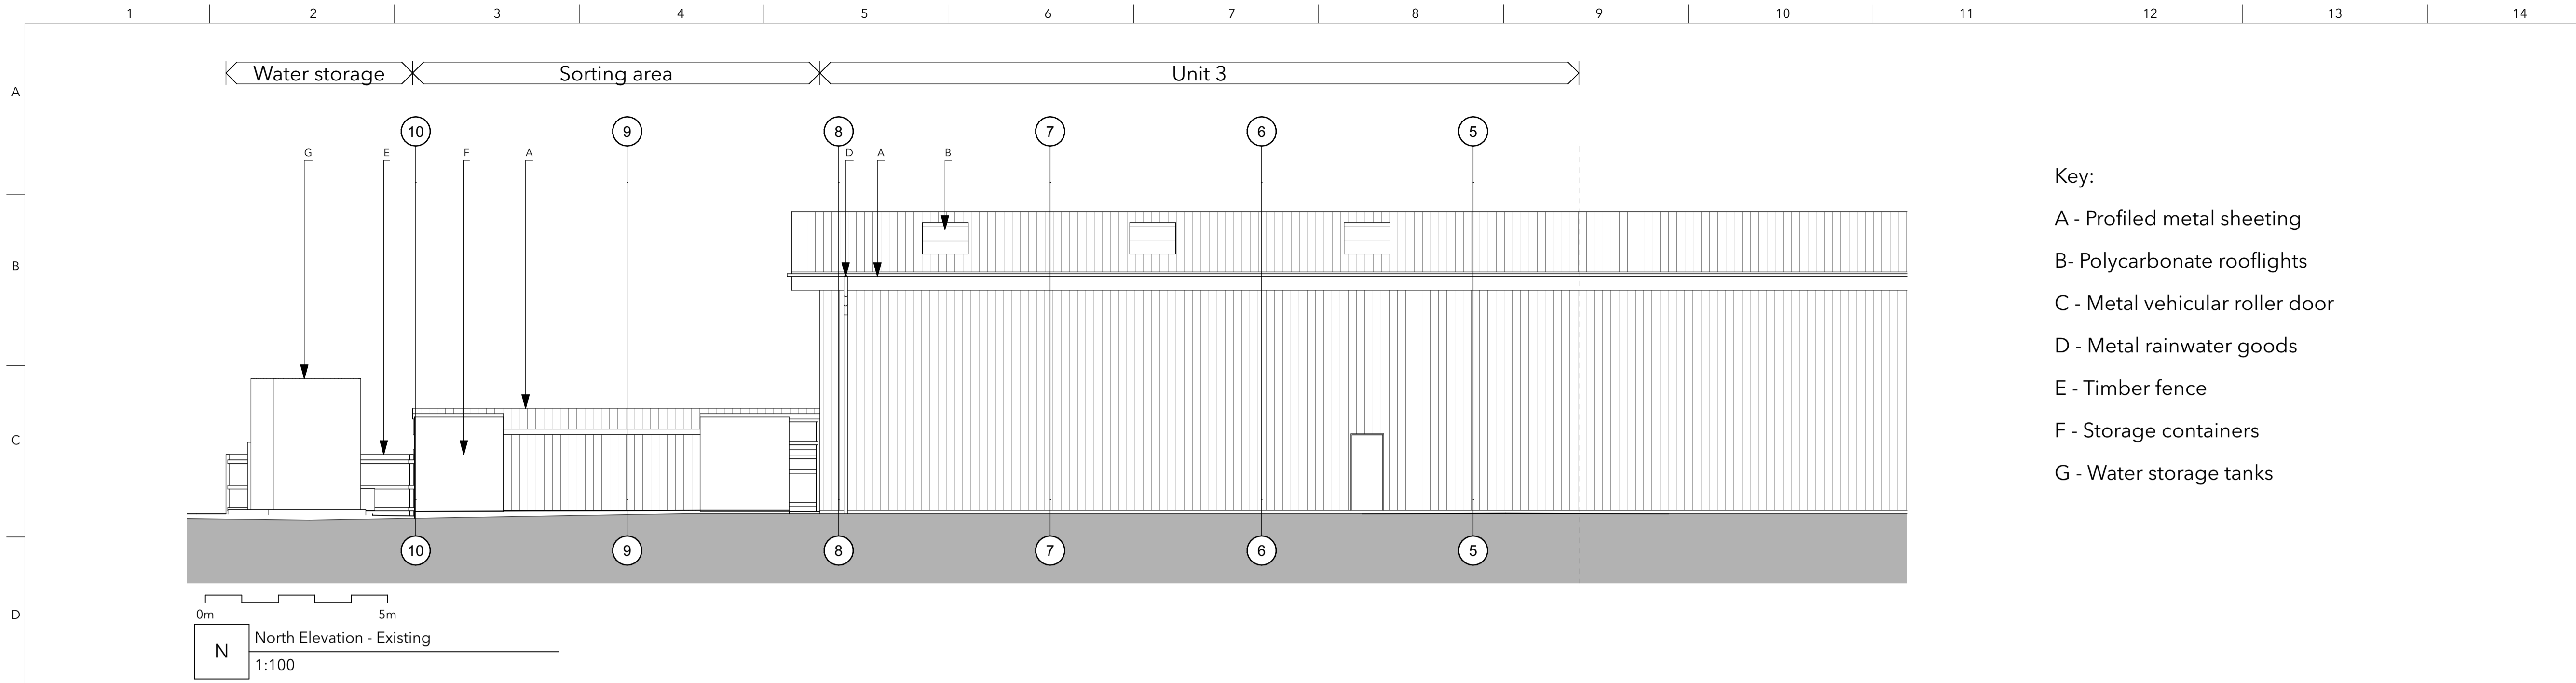 1 2 3 4 5 6 7 8 9 10 11 12 13 14
A
Water storage Sorting area Unit 3
10 9 8 7 6 5
G E F A D A B
Key:
A - Profiled metal sheeting
B- Polycarbonate rooflights
B
C - Metal vehicular roller door
D - Metal rainwater goods
E - Timber fence
F - Storage containers
C
G - Water storage tanks
10 9 8 7 6 5
0m 5m
D
North Elevation - Existing
N
1:100